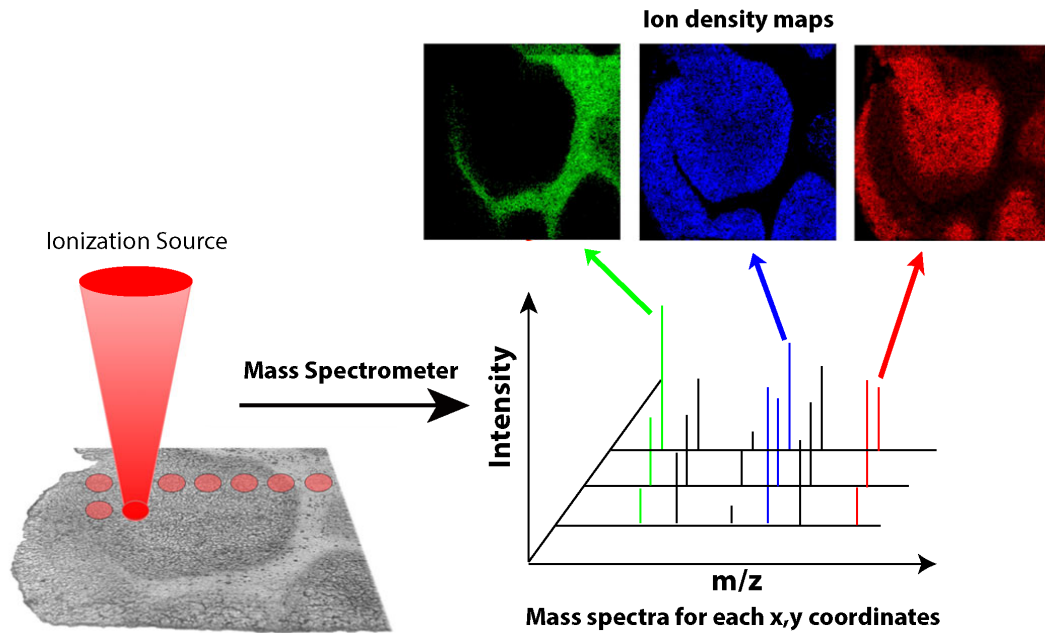 Ion density maps
Ionization Source
Mass Spectrometer
Intensity
m/z
Mass spectra for each x,y coordinates